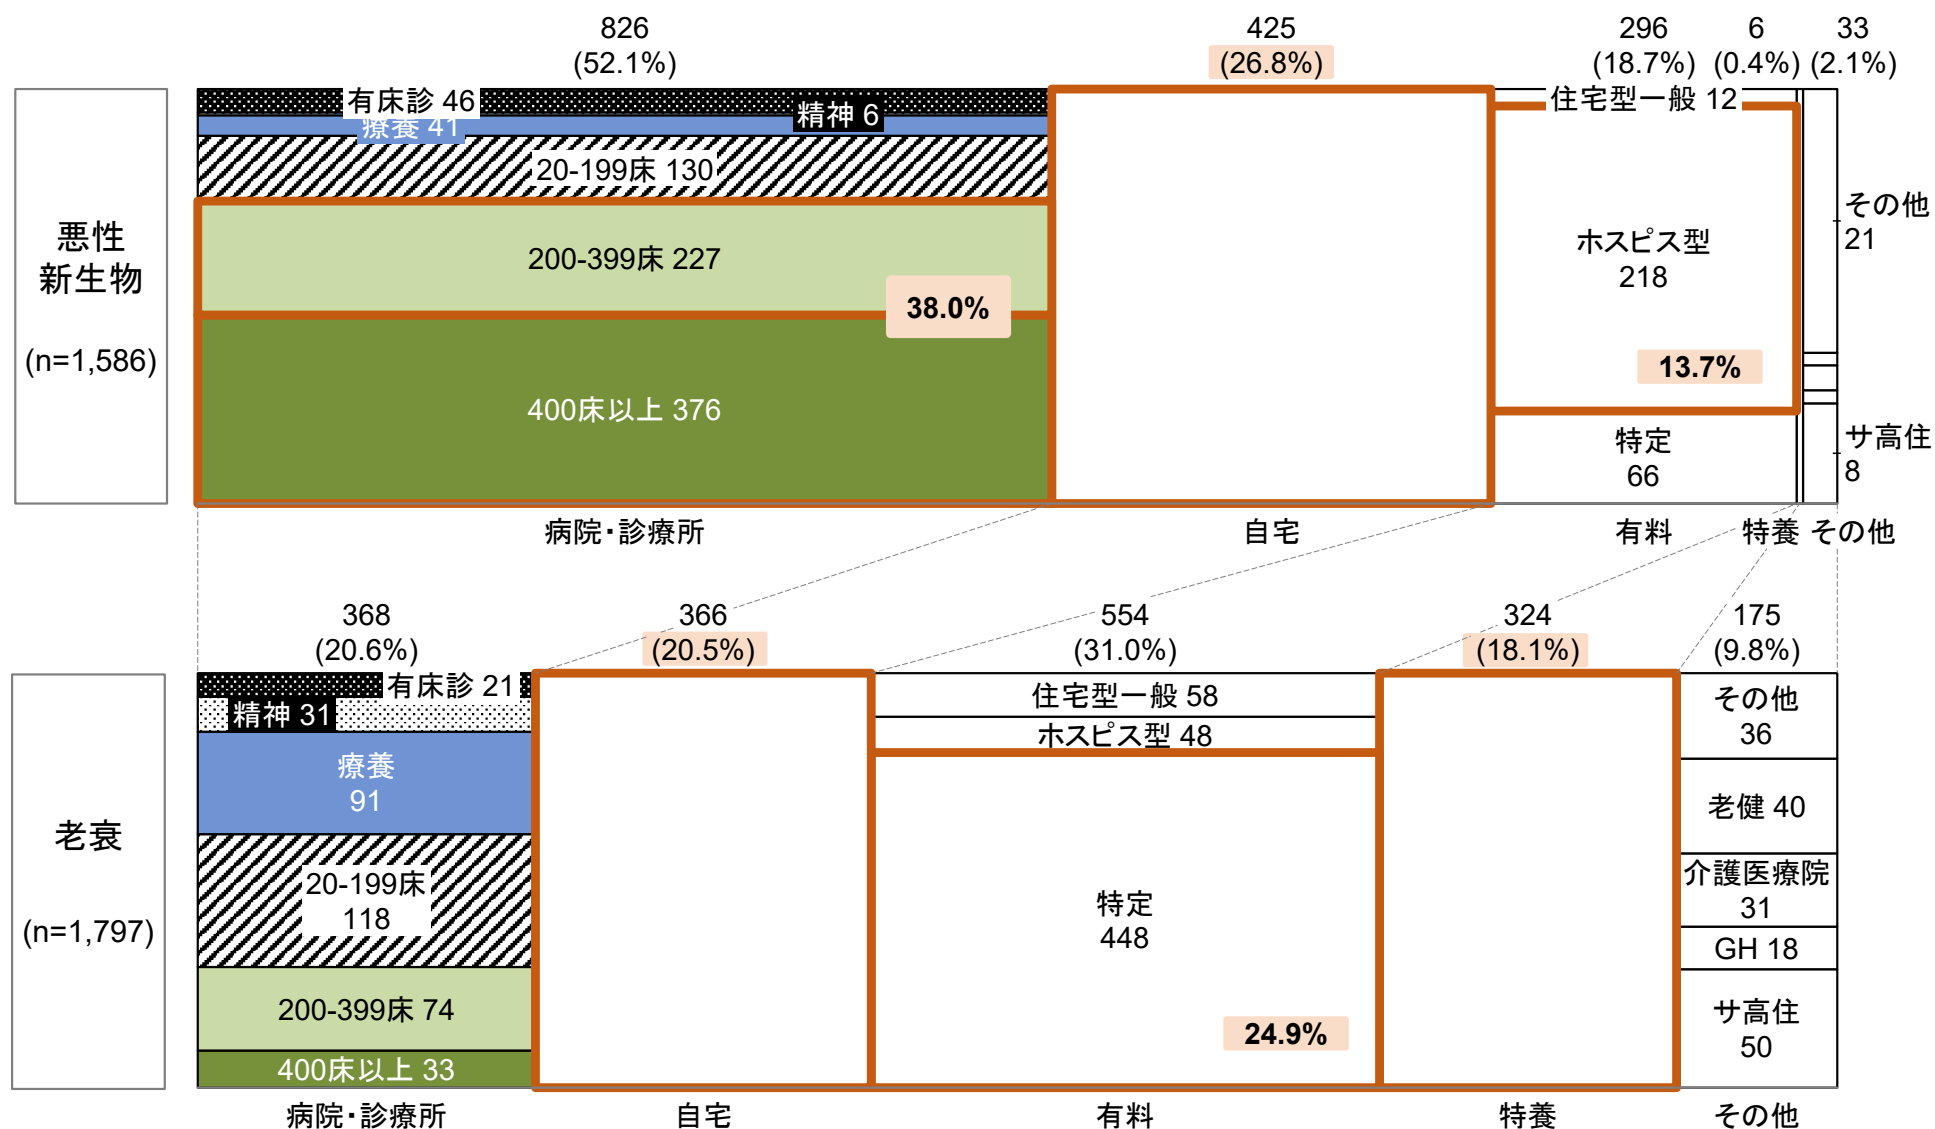 826
(52.1%)
425
(26.8%)
296
(18.7%)
6
(0.4%)
33
(2.1%)
悪性
新生物
(n=1,586)
有床診 46
精神 6
療養 41
20-199床 130
200-399床 227
38.0%
400床以上 376
住宅型一般 12
ホスピス型
218
13.7%
特定
66
その他
21
サ高住
8
病院・診療所
自宅
有料
特養
その他
368
(20.6%)
366
(20.5%)
554
(31.0%)
324
(18.1%)
175
(9.8%)
老衰
(n=1,797)
有床診 21
精神 31
療養
91
20-199床
118
200-399床 74
400床以上 33
住宅型一般 58
ホスピス型 48
特定
448
24.9%
その他
36
老健 40
介護医療院
31
GH 18
サ高住
50
病院・診療所
自宅
有料
特養
その他